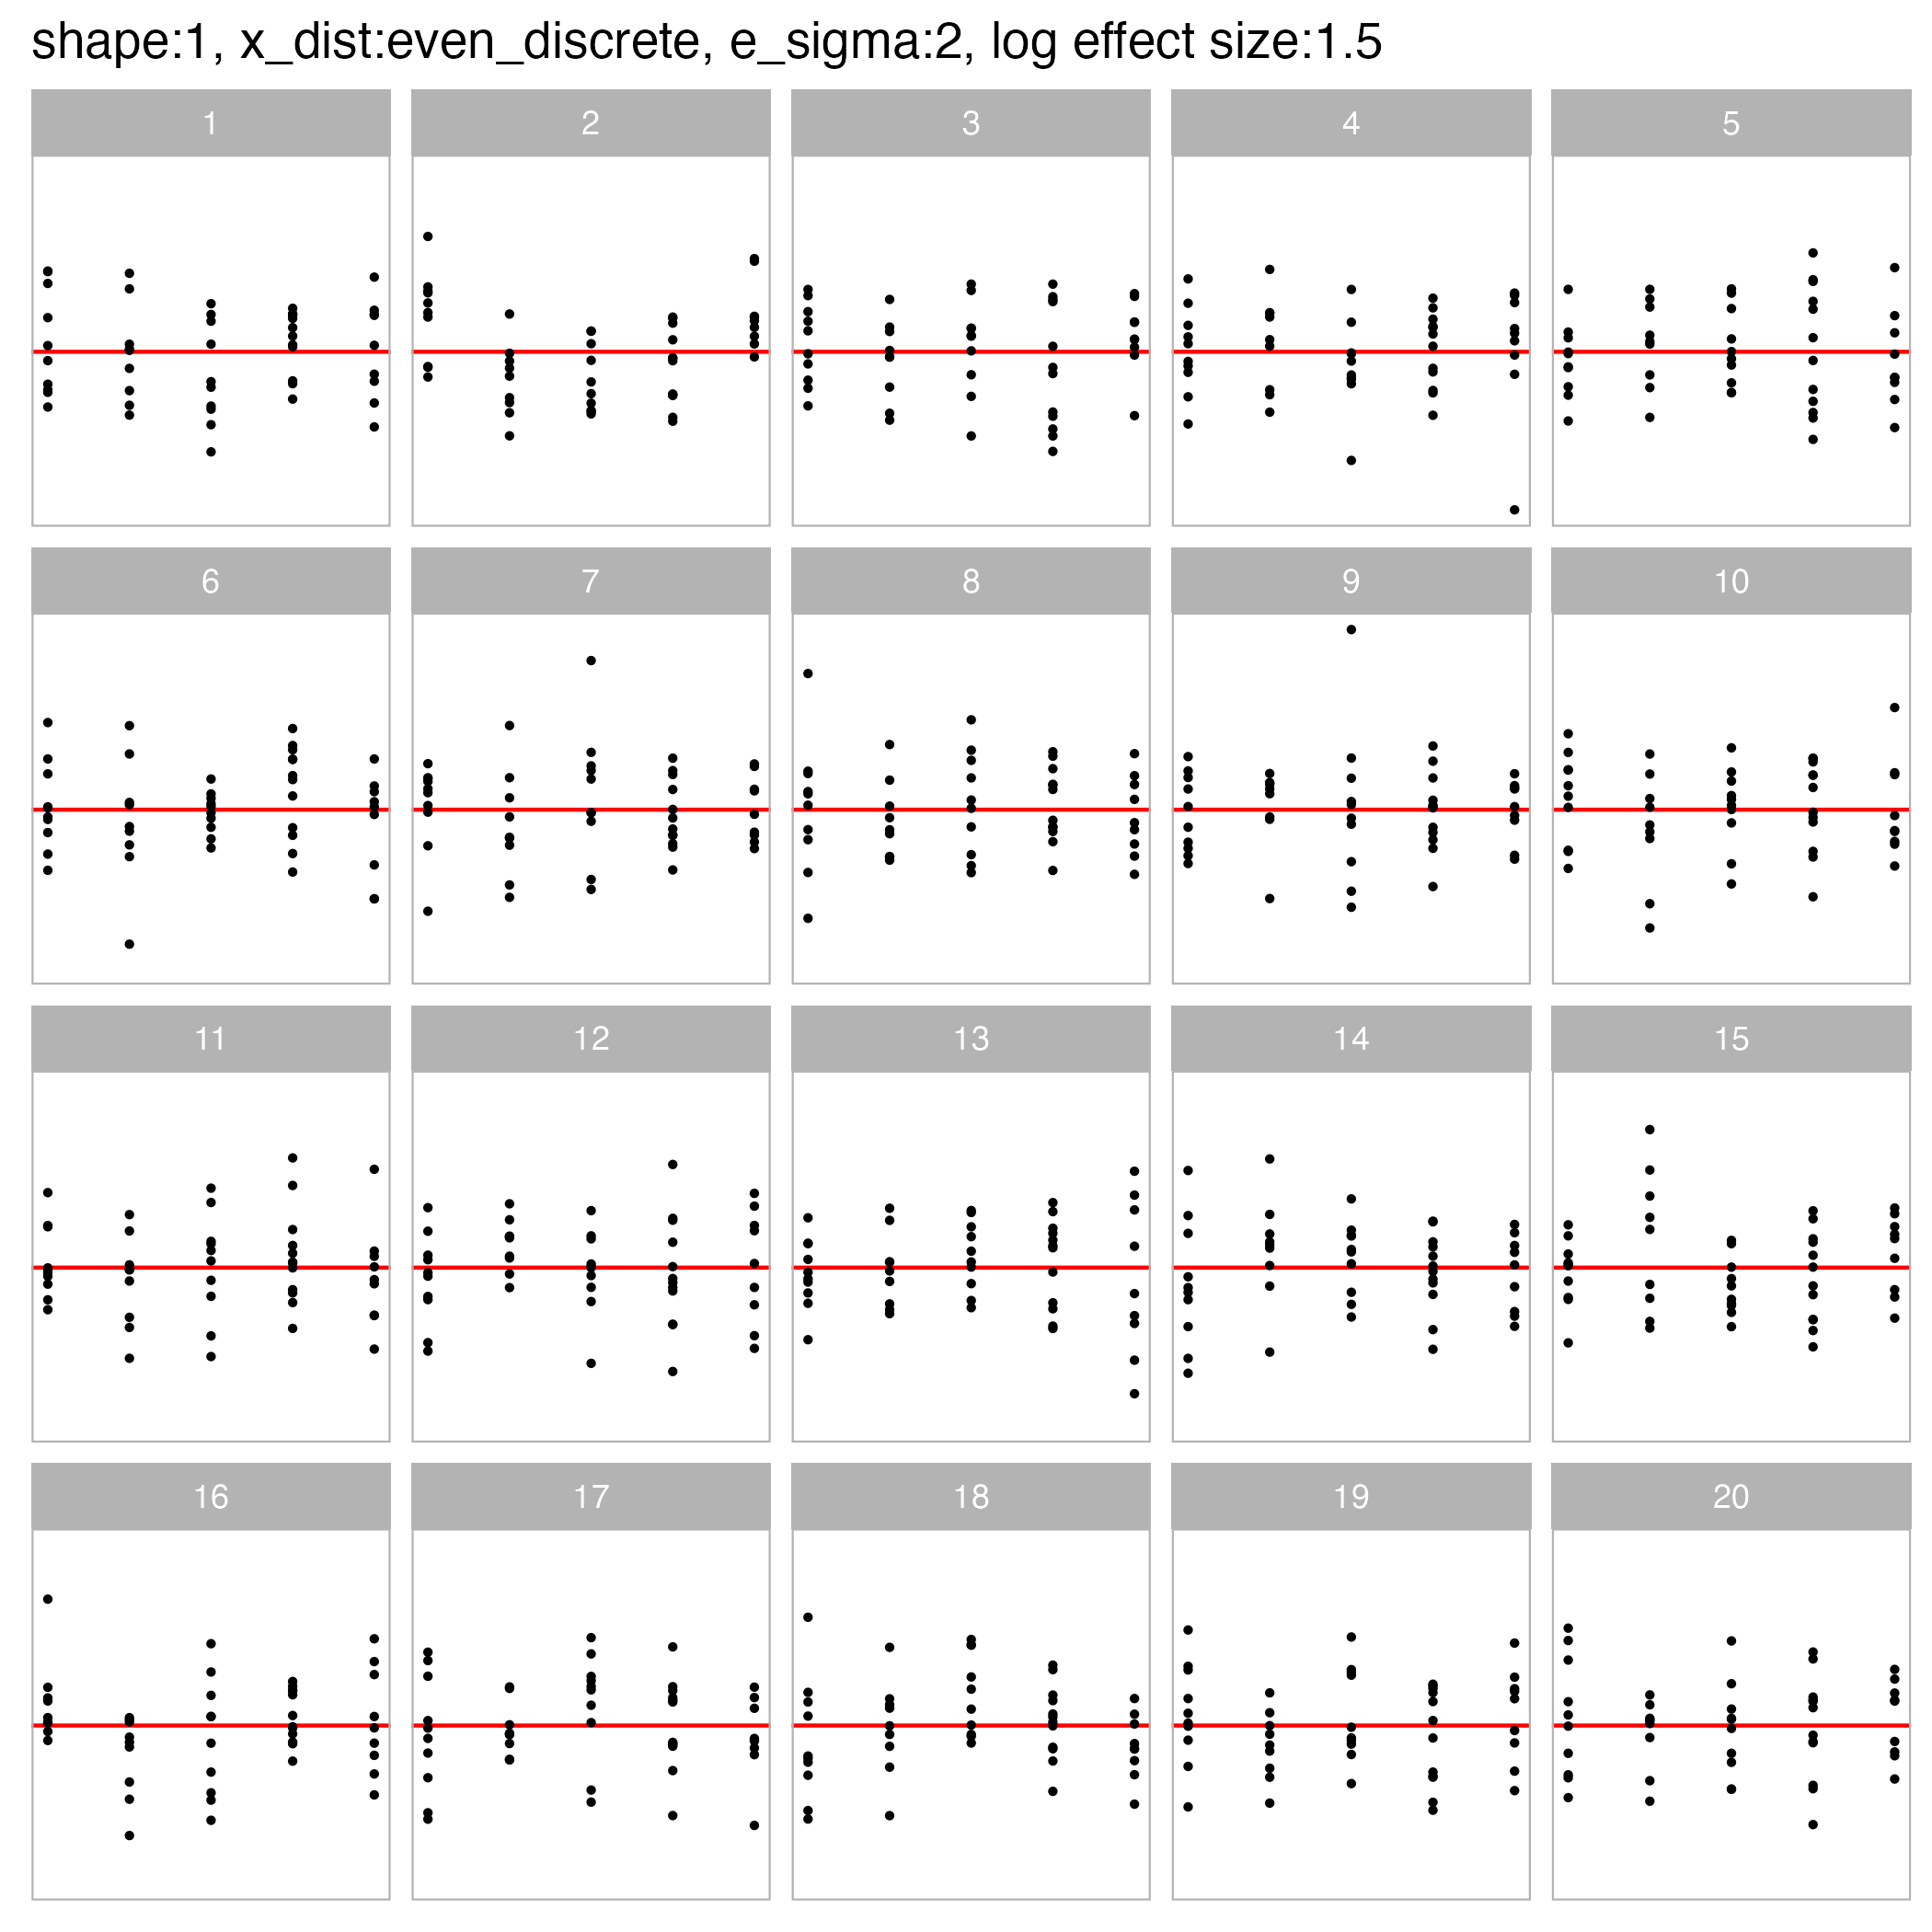 shape:1, x_dist:even_discrete, e_sigma:2, log effect size:1.5
1 2 3 4 5
6 7 8 9 10
11 12 13 14 15
16 17 18 19 20